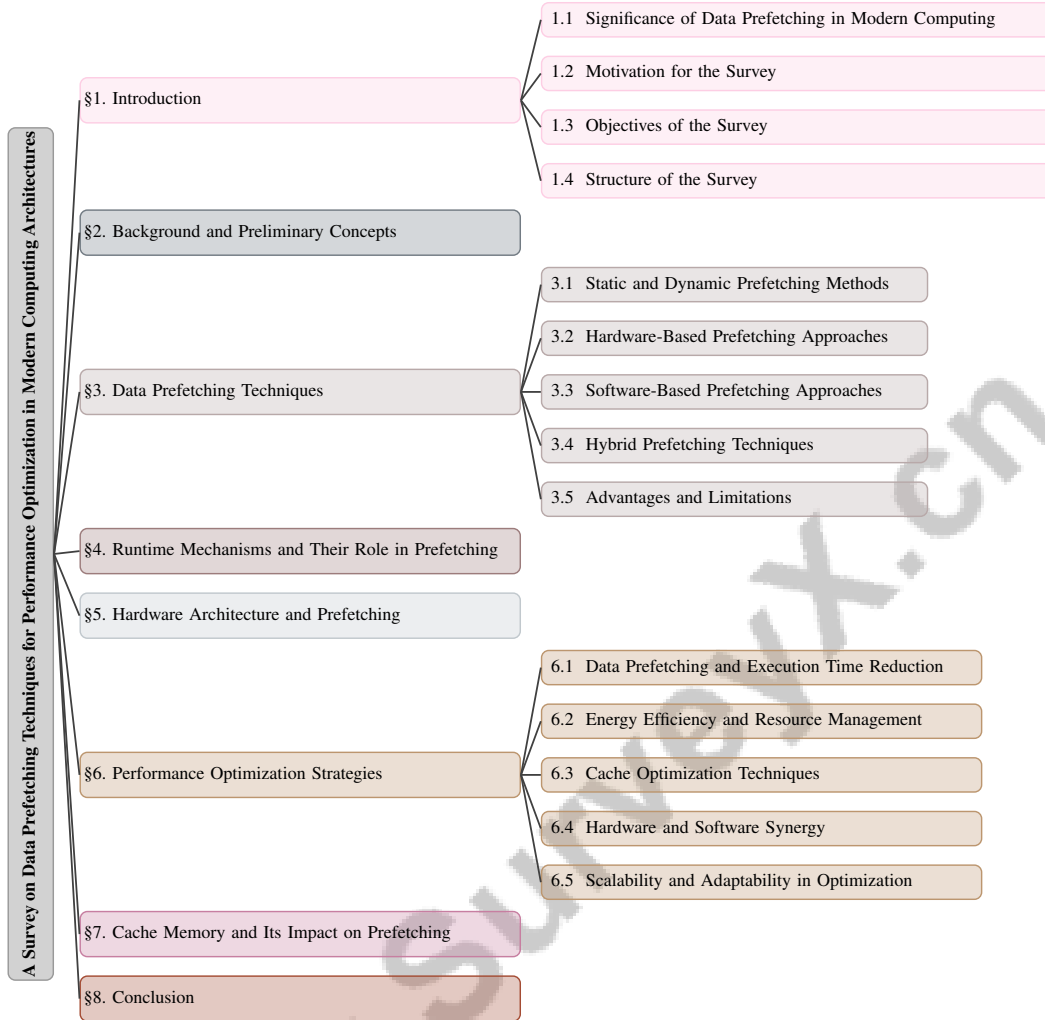 A Survey on Data Prefetching Techniques for Performance Optimization in Modern Computing Architectures
§1. Introduction
1.1 Significance of Data Prefetching in Modern Computing
1.2 Motivation for the Survey
1.3 Objectives of the Survey
1.4 Structure of the Survey
§2. Background and Preliminary Concepts
§3. Data Prefetching Techniques
3.1 Static and Dynamic Prefetching Methods
3.2 Hardware-Based Prefetching Approaches
3.3 Software-Based Prefetching Approaches
3.4 Hybrid Prefetching Techniques
3.5 Advantages and Limitations
§4. Runtime Mechanisms and Their Role in Prefetching
§5. Hardware Architecture and Prefetching
§6. Performance Optimization Strategies
6.1 Data Prefetching and Execution Time Reduction
6.2 Energy Efficiency and Resource Management
6.3 Cache Optimization Techniques
6.4 Hardware and Software Synergy
6.5 Scalability and Adaptability in Optimization
§7. Cache Memory and Its Impact on Prefetching
§8. Conclusion
Surveyx.cn